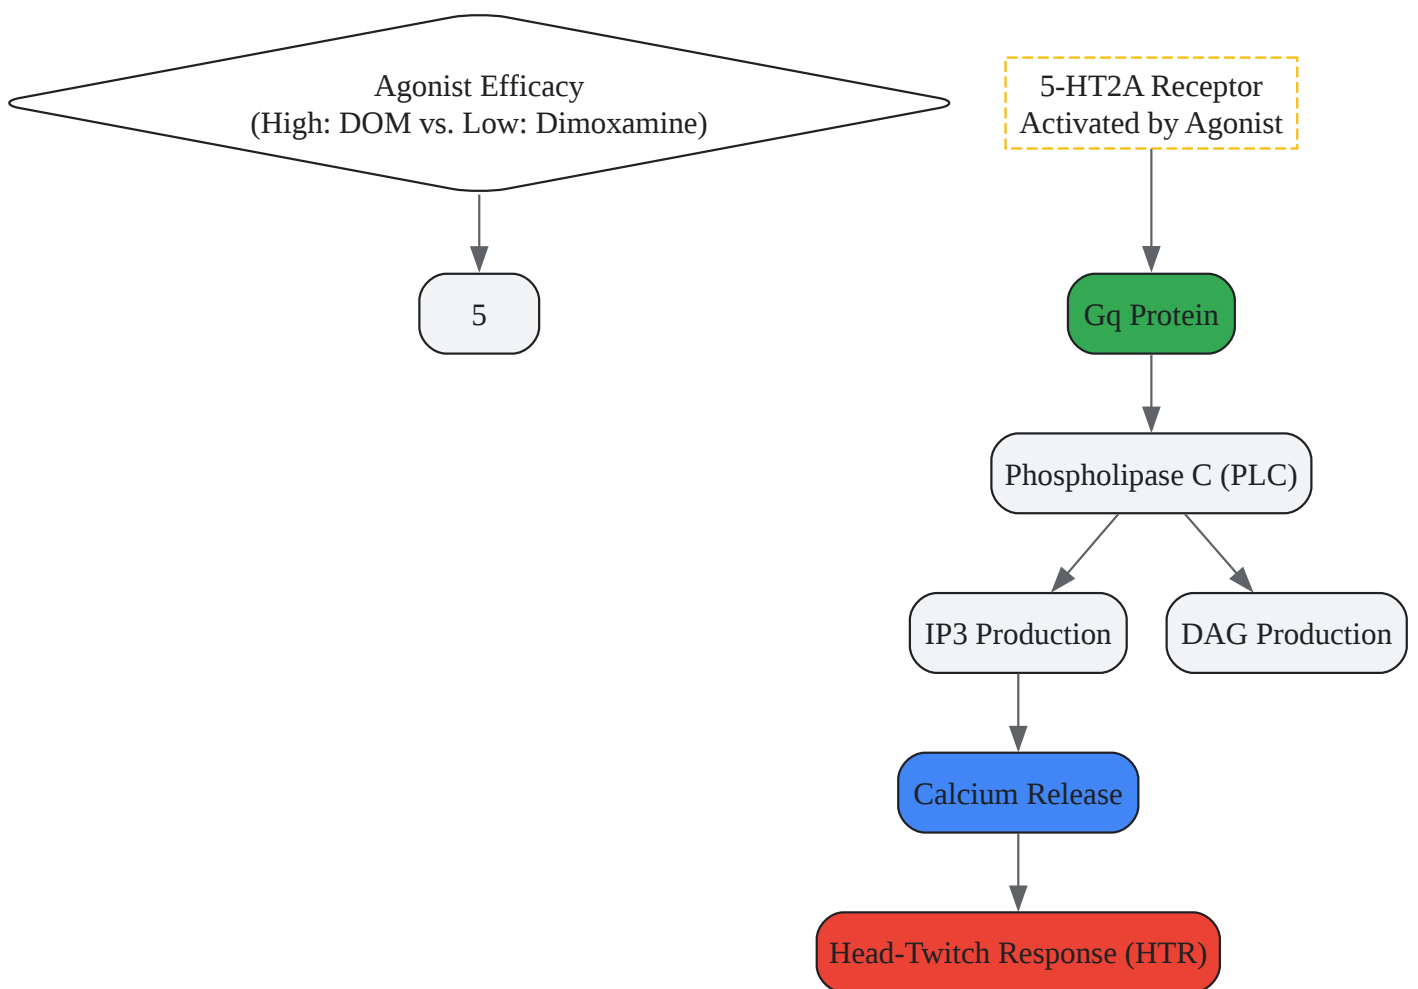 Agonist Efficacy
(High: DOM vs. Low: Dimoxamine)
5-HT2A Receptor
Activated by Agonist
5
Gq Protein
Phospholipase C (PLC)
IP3 Production
DAG Production
Calcium Release
Head-Twitch Response (HTR)